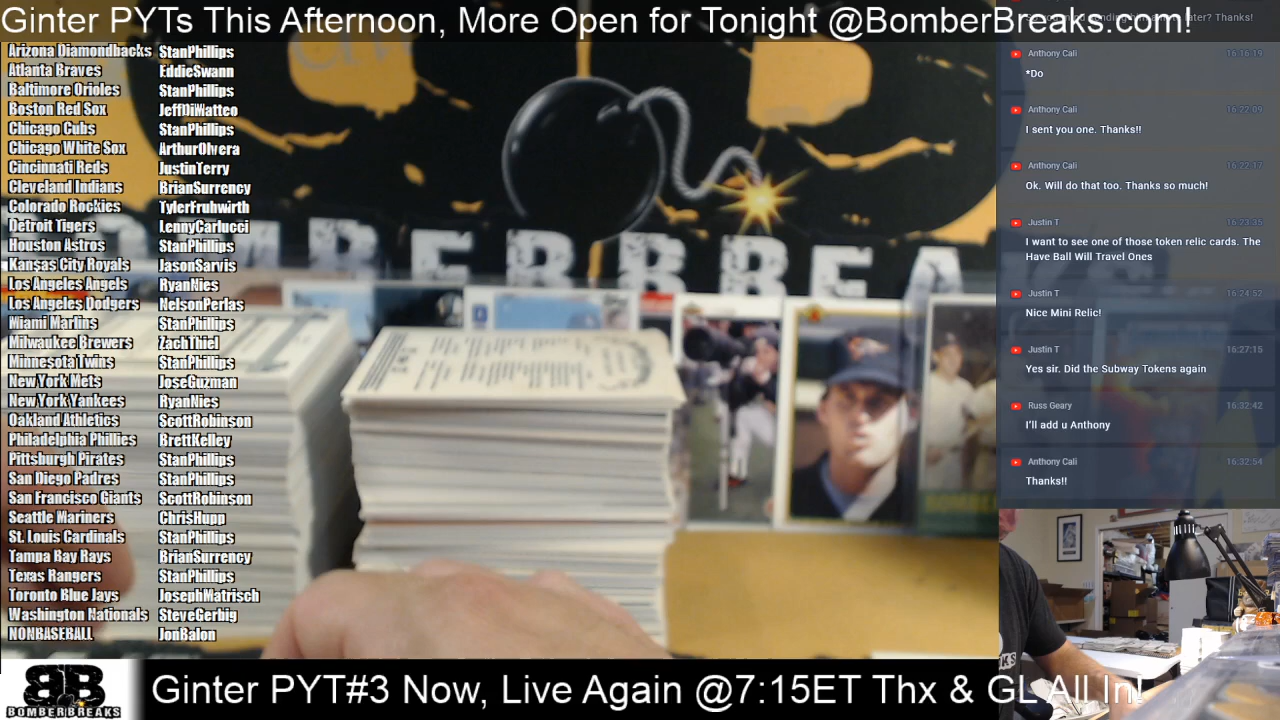 Ginter PYTs This Afternoon, More Open for Tonight @BomberBreaks.com!
Arizona Diamondbacks StanPhillips
Atlanta Braves EddieSwann
Baltimore Orioles StanPhillips
Boston Red Sox JeffDiMatteo
Chicago Cubs StanPhillips
Chicago White Sox ArthurOlvera
Cincinnati Reds JustinTerry
Cleveland Indians BrianSurrency
Colorado Rockies TylerFruhwirth
Detroit Tigers LennyCarlucci
Houston Astros StanPhillips
Kansas City Royals JasonSarvis
Los Angeles Angels RyanNies
Los Angeles Dodgers NelsonPerlas
Miami Marlins StanPhillips
Milwaukee Brewers ZachThiel
Minnesota Twins StanPhillips
New York Mets JoseGuzman
New York Yankees RyanNies
Oakland Athletics ScottRobinson
Philadelphia Phillies BrettKelley
Pittsburgh Pirates StanPhillips
San Diego Padres StanPhillips
San Francisco Giants ScottRobinson
Seattle Mariners ChrisHupp
St. Louis Cardinals StanPhillips
Tampa Bay Rays BrianSurrency
Texas Rangers StanPhillips
Toronto Blue Jays JosephMatrisch
Washington Nationals SteveGerbig
NONBASEBALL JonBalon
later? Thanks!
Anthony Cali 16:16:19
*Do
Anthony Cali 16:22:09
I sent you one. Thanks!!
Anthony Cali 16:22:17
Ok. Will do that too. Thanks so much!
Justin T 16:23:35
I want to see one of those token relic cards. The
Have Ball Will Travel Ones
Justin T 16:24:52
Nice Mini Relic!
Justin T 16:27:15
Yes sir. Did the Subway Tokens again
Russ Geary 16:32:42
I'll add u Anthony
Anthony Cali 16:32:54
Thanks!!
OMBER BREA
BB
BOMBERBREAKS
Ginter PYT#3 Now, Live Again @7:15ET Thx & GL All In!